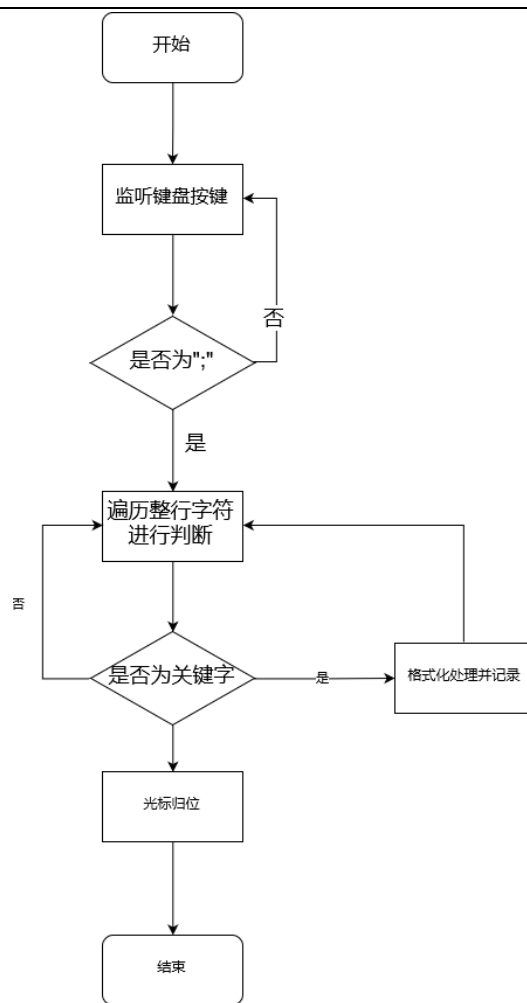 开始
监听键盘按键
否
是否为";"
是
遍历整行字符
进行判断
否
是否为关键字
是
格式化处理并记录
光标归位
结束